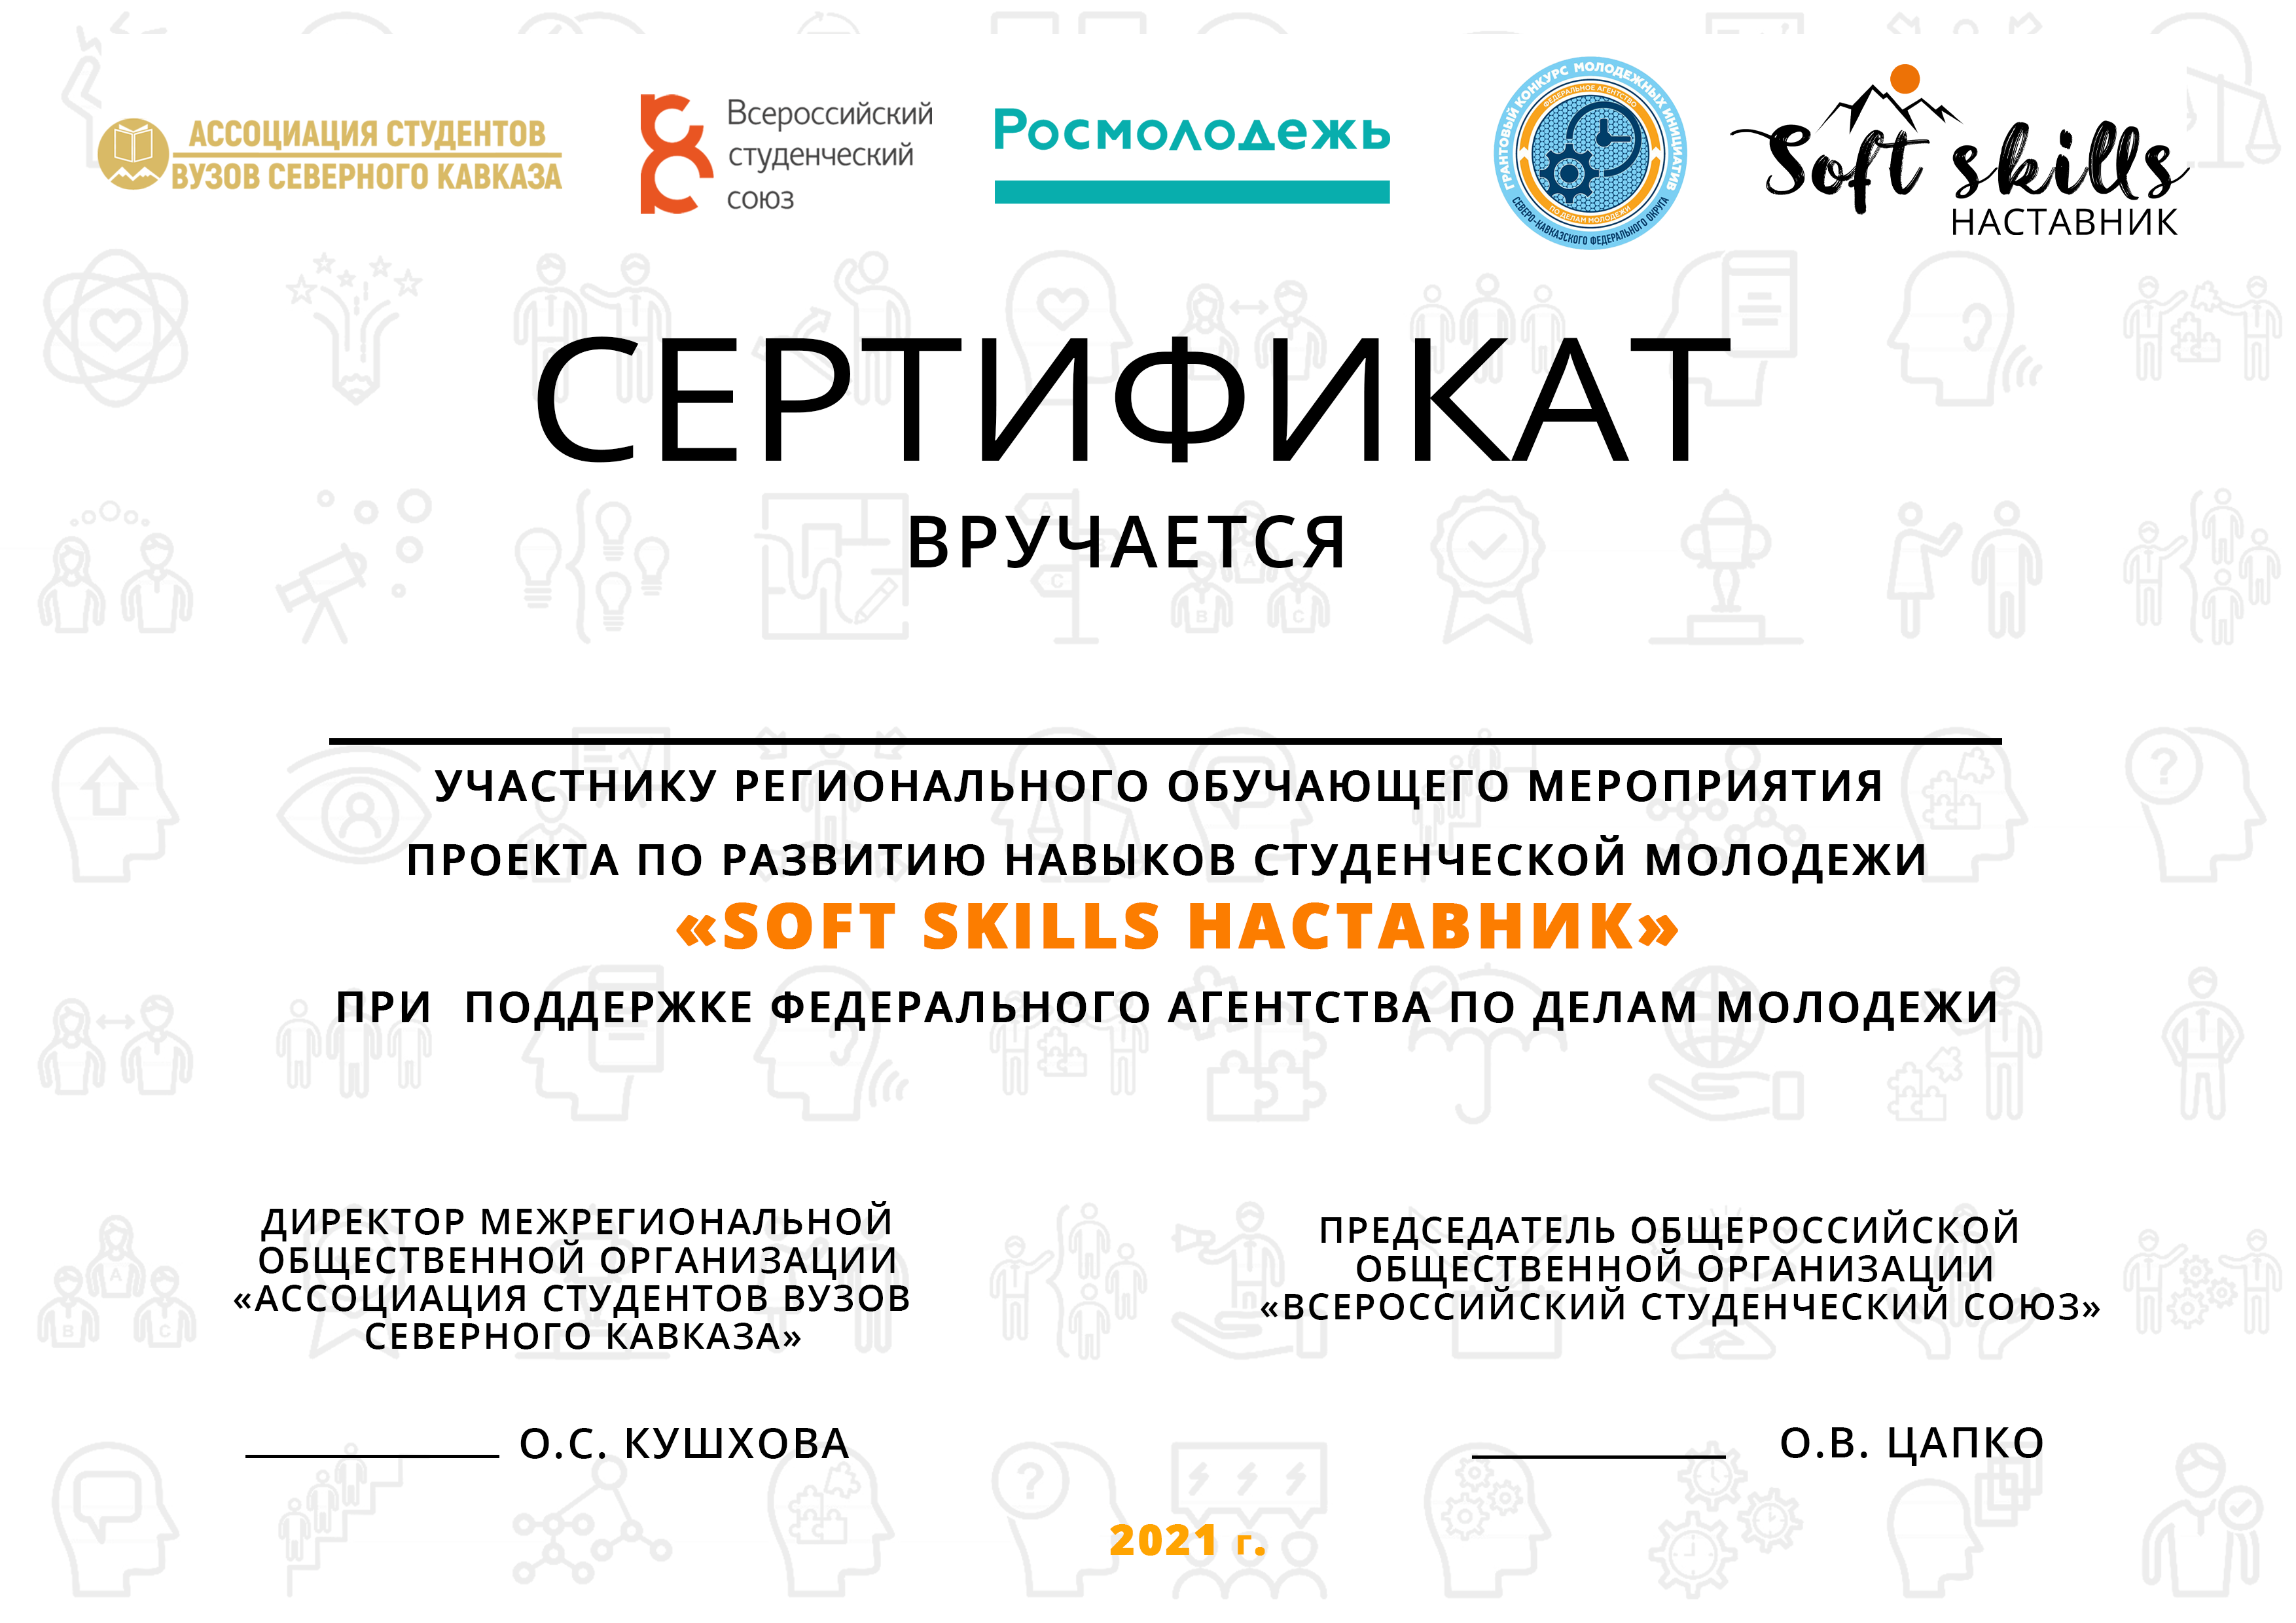 АССОЦИАЦИЯ СТУДЕНТОВ
ВУЗОВ СЕВЕРНОГО КАВКАЗА
Всероссийский
студенческий
союз
Росмолодежь
ГРАНТОВЫЙ КОНКУРС МОЛОДЕЖНЫХ ИНИЦИАТИВ
СЕВЕРО-КАВКАЗСКОГО ФЕДЕРАЛЬНОГО ОКРУГА
ФЕДЕРАЛЬНОЕ АГЕНТСТВО
ПО ДЕЛАМ МОЛОДЕЖИ
Soft skills
НАСТАВНИК
СЕРТИФИКАТ
ВРУЧАЕТСЯ
УЧАСТНИКУ РЕГИОНАЛЬНОГО ОБУЧАЮЩЕГО МЕРОПРИЯТИЯ
ПРОЕКТА ПО РАЗВИТИЮ НАВЫКОВ СТУДЕНЧЕСКОЙ МОЛОДЕЖИ
«SOFT SKILLS НАСТАВНИК»
ПРИ ПОДДЕРЖКЕ ФЕДЕРАЛЬНОГО АГЕНТСТВА ПО ДЕЛАМ МОЛОДЕЖИ
ДИРЕКТОР МЕЖРЕГИОНАЛЬНОЙ
ОБЩЕСТВЕННОЙ ОРГАНИЗАЦИИ
«АССОЦИАЦИЯ СТУДЕНТОВ ВУЗОВ
СЕВЕРНОГО КАВКАЗА»
О.С. КУШХОВА
ПРЕДСЕДАТЕЛЬ ОБЩЕРОССИЙСКОЙ
ОБЩЕСТВЕННОЙ ОРГАНИЗАЦИИ
«ВСЕРОССИЙСКИЙ СТУДЕНЧЕСКИЙ СОЮЗ»
О.В. ЦАПКО
2021 г.